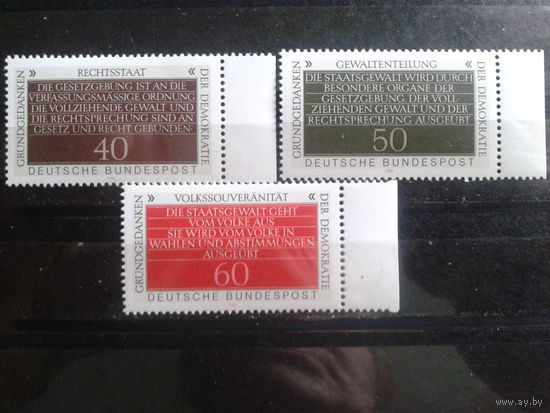 » RECHTSSTAAT «
GRUNDGEDANKEN
DIE GESETZGEBUNG IST AN DIE
VERFASSUNGSMÄSSIGE ORDNUNG
DIE VOLLZIEHENDE GEWALT UND
DIE RECHTSPRECHUNG SIND AN
GESETZ UND RECHT GEBUNDEN·
40
DER DEMOKRATIE
DEUTSCHE BUNDESPOST
» GEWALTENTEILUNG «
GRUNDGEDANKEN
DIE STAATSGEWALT WIRD DURCH
BESONDERE ORGANE DER
GESETZGEBUNG, DER VOLL-
ZIEHENDEN GEWALT UND DER
RECHTSPRECHUNG AUSGEÜBT
50
DER DEMOKRATIE
DEUTSCHE BUNDESPOST
» VOLKSSOUVERÄNITÄT «
GRUNDGEDANKEN
DIE STAATSGEWALT GEHT
VOM VOLKE AUS
SIE WIRD VOM VOLKE IN
WAHLEN UND ABSTIMMUNGEN
AUSGEÜBT
60
DER DEMOKRATIE
DEUTSCHE BUNDESPOST
www.ay.by